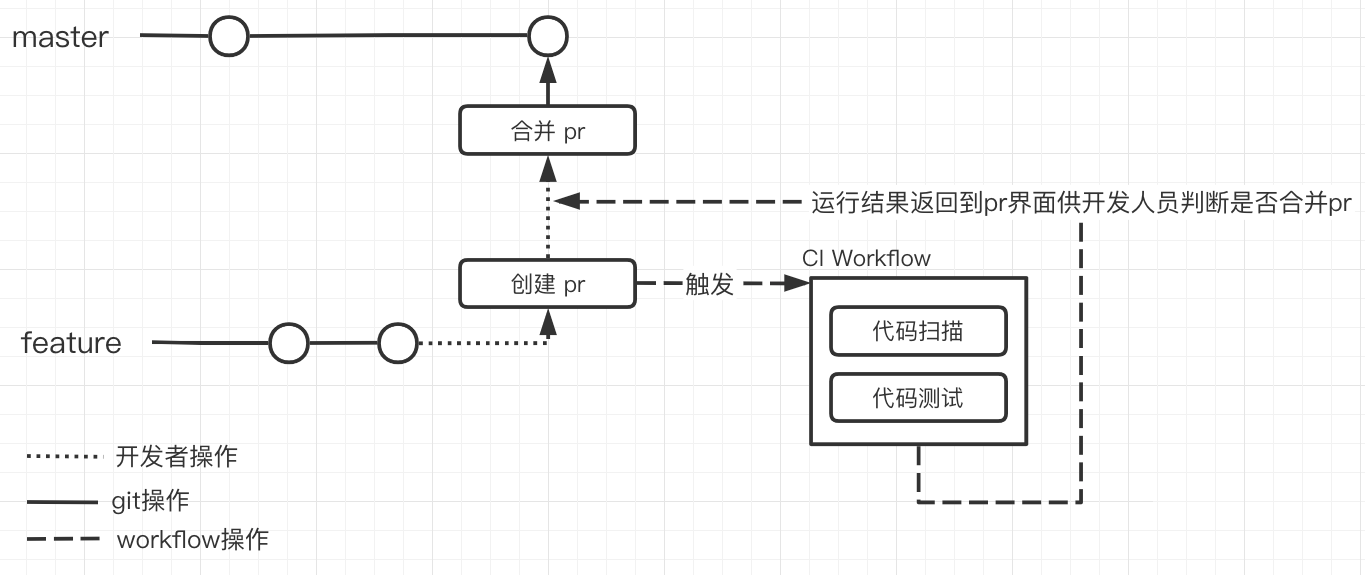 master
合并 pr
运行结果返回到pr界面供开发人员判断是否合并pr
CI Workflow
创建 pr
触发
代码扫描
feature
代码测试
开发者操作
git操作
workflow操作